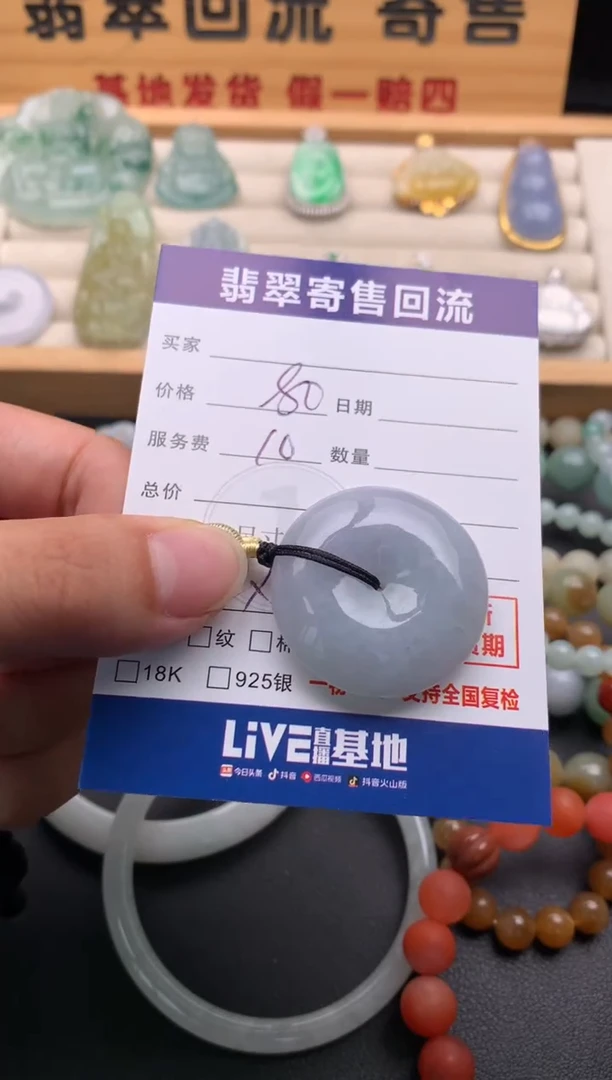 翡翠回流 寄售
基地发货 假一赔四
翡翠寄售回流
买家
价格 80 日期
服务费 10 数量
总价
尺寸
纹
期
18K 925银
支持全国复检
LiVE直播基地
今日头条 抖音 西瓜视频 抖音火山版